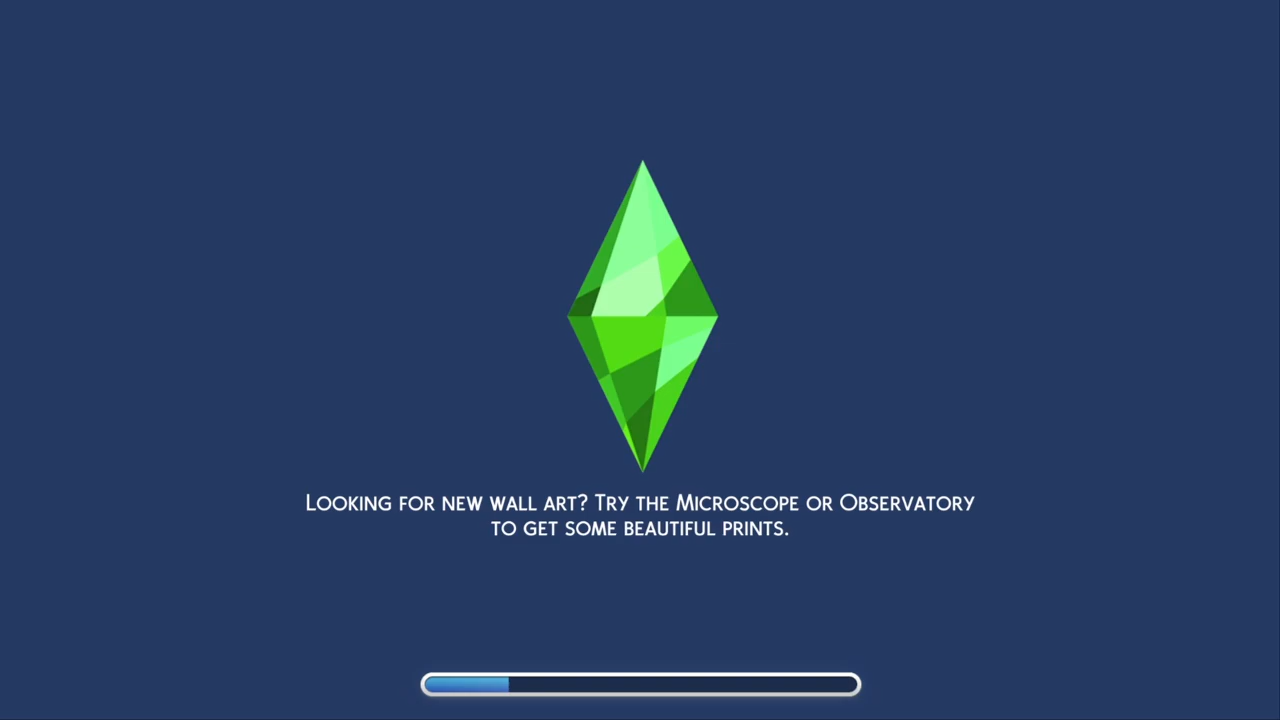 Looking for new wall art? Try the Microscope or Observatory
to get some beautiful prints.